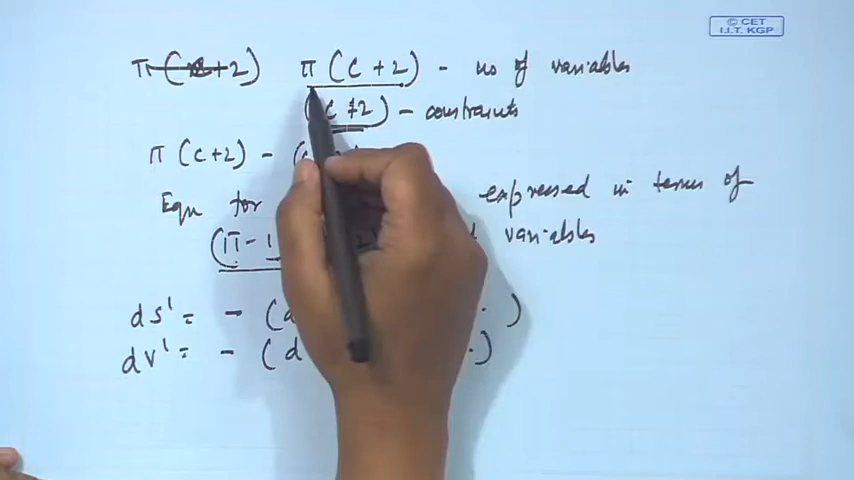 © CET
I.I.T. KGP
π(C+2) - no of variables
(C+2) - constraints
π (C+2) - (
Eqn for expressed in terms of
(π-1 variables
dS' = - (d . )
dV' = - (d .)